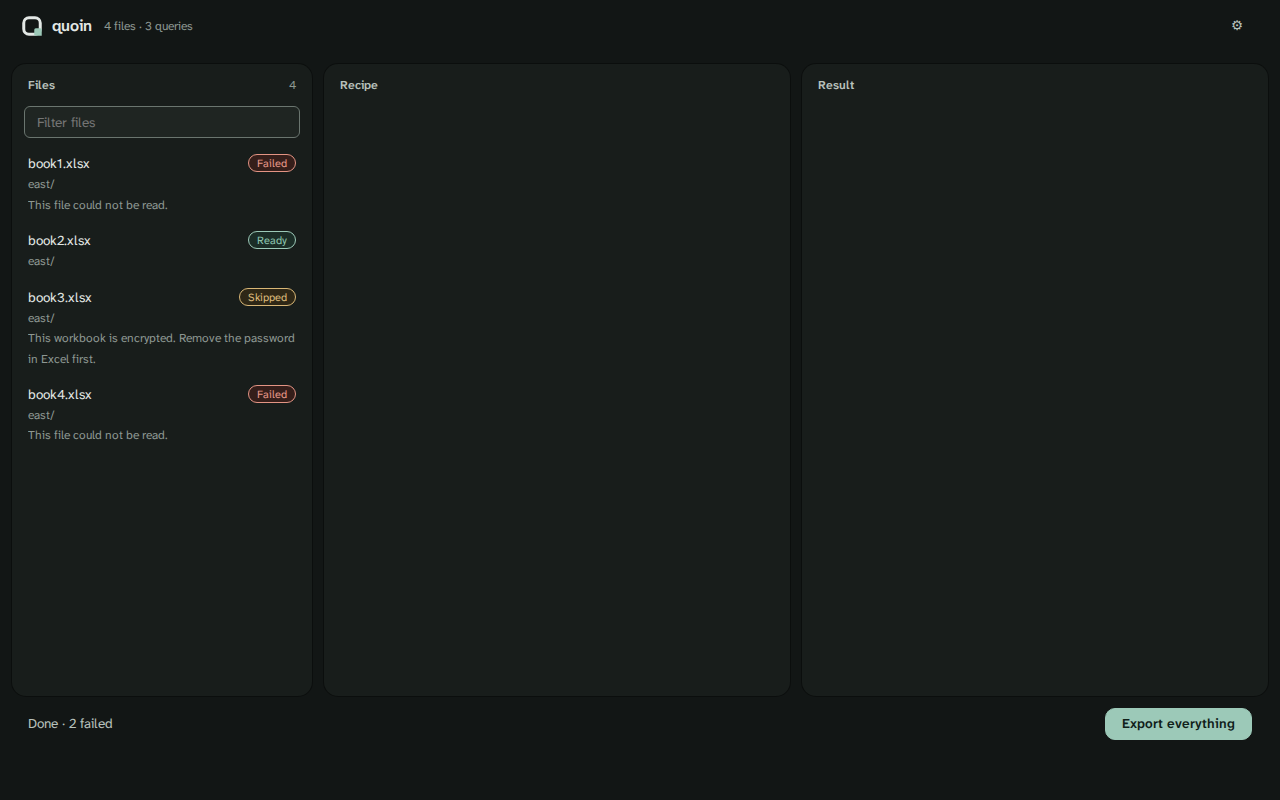 quoin 4 files · 3 queries
Files 4
Filter files
book1.xlsx Failed
east/
This file could not be read.
book2.xlsx Ready
east/
book3.xlsx Skipped
east/
This workbook is encrypted. Remove the password
in Excel first.
book4.xlsx Failed
east/
This file could not be read.
Recipe
Result
Done · 2 failed
Export everything